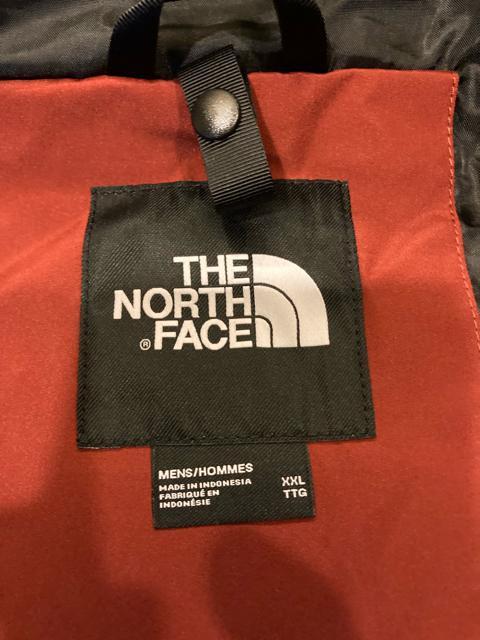 THE
NORTH
® FACE
MENS/HOMMES
MADE IN INDONESIA
FABRIQUÉ EN
INDONÉSIE
XXL
TTG